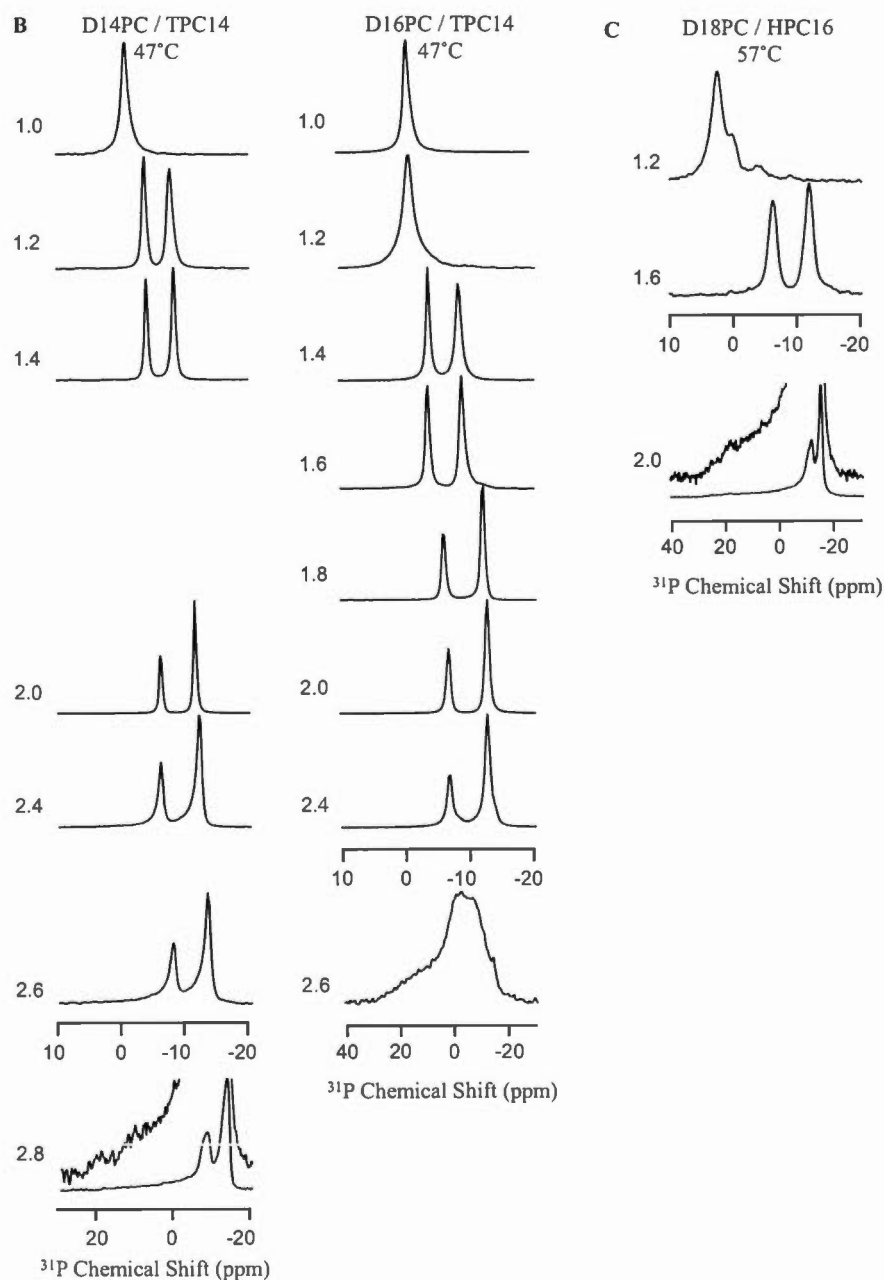 B
D14PC / TPC14
47°C
1.0
1.2
1.4
2.0
2.4
2.6
10 0 -10 -20
2.8
20 0 -20
³¹P Chemical Shift (ppm)
D16PC / TPC14
47°C
1.0
1.2
1.4
1.6
1.8
2.0
2.4
10 0 -10 -20
2.6
40 20 0 -20
³¹P Chemical Shift (ppm)
C
D18PC / HPC16
57°C
1.2
1.6
10 0 -10 -20
2.0
40 20 0 -20
³¹P Chemical Shift (ppm)